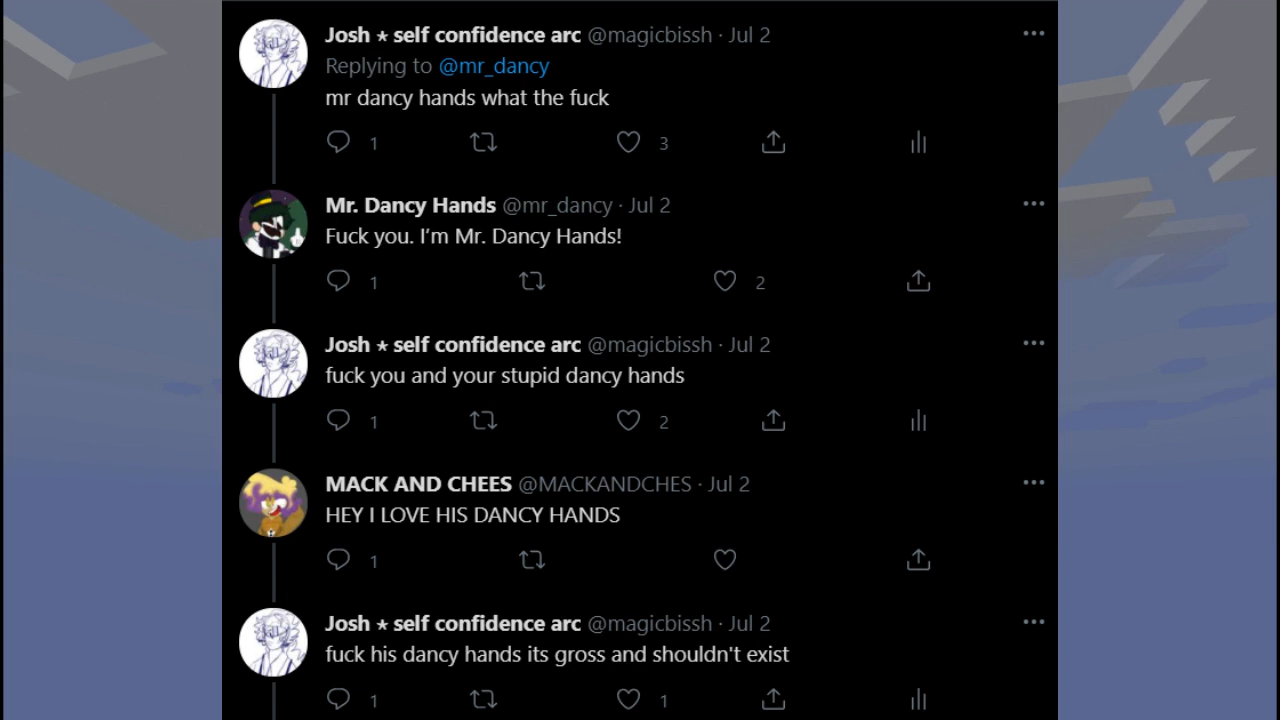 Josh ⋆ self confidence arc @magicbissh · Jul 2
Replying to @mr_dancy
mr dancy hands what the fuck
1 3
Mr. Dancy Hands @mr_dancy · Jul 2
Fuck you. I’m Mr. Dancy Hands!
1 2
Josh ⋆ self confidence arc @magicbissh · Jul 2
fuck you and your stupid dancy hands
1 2
MACK AND CHEES @MACKANDCHES · Jul 2
HEY I LOVE HIS DANCY HANDS
1
Josh ⋆ self confidence arc @magicbissh · Jul 2
fuck his dancy hands its gross and shouldn't exist
1 1